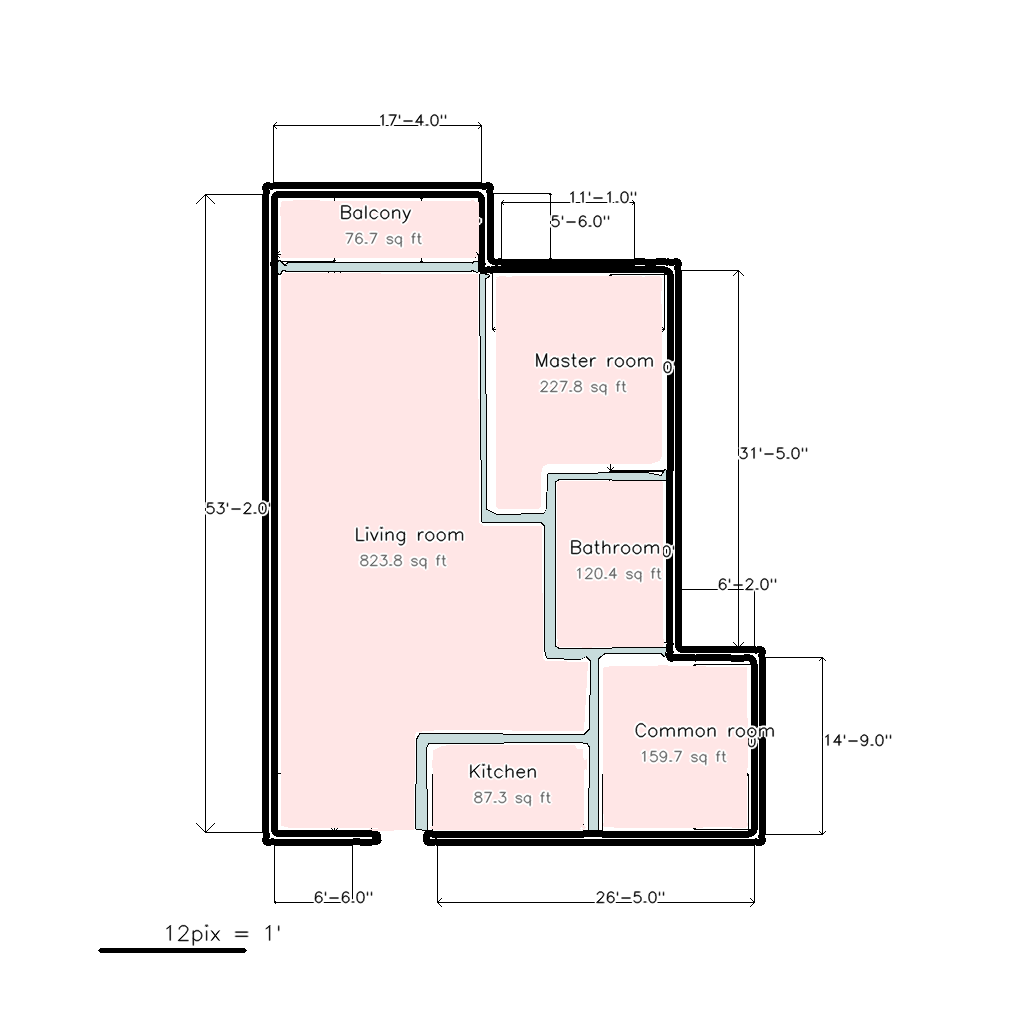 17'-4.0"
11'-1.0"
5'-6.0"
Balcony
76.7 sq ft
Master room
0
227.8 sq ft
31'-5.0"
53'-2.0'
Living room
823.8 sq ft
Bathroom
0
120.4 sq ft
6'-2.0"
Common room
0
159.7 sq ft
14'-9.0"
Kitchen
87.3 sq ft
6'-6.0"
26'-5.0"
12pix = 1'